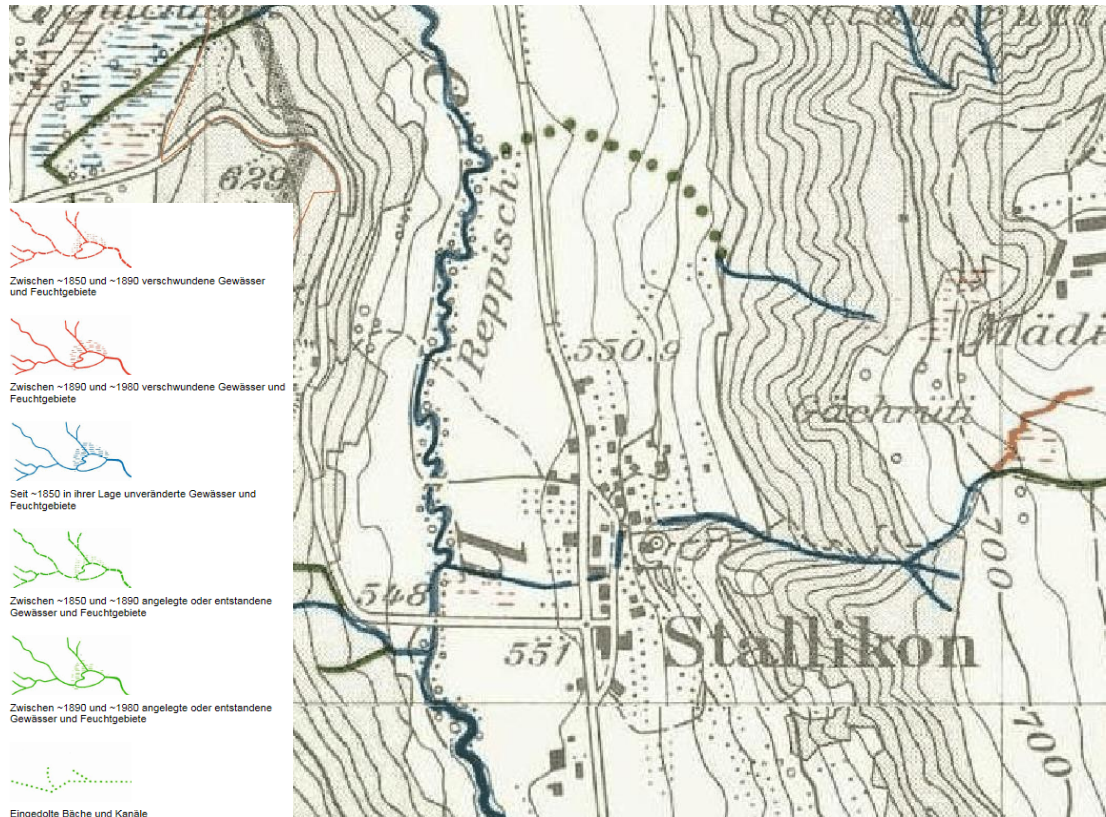 629
Reppisch
550,9
Mäd
Gachruti
700
548
551
Stallikon
700
Zwischen ~1850 und ~1890 verschwundene Gewässer
und Feuchtgebiete
Zwischen ~1890 und ~1980 verschwundene Gewässer und
Feuchtgebiete
Seit ~1850 in ihrer Lage unveränderte Gewässer und
Feuchtgebiete
Zwischen ~1850 und ~1890 angelegte oder entstandene
Gewässer und Feuchtgebiete
Zwischen ~1890 und ~1980 angelegte oder entstandene
Gewässer und Feuchtgebiete
Eingedolte Bäche und Kanäle